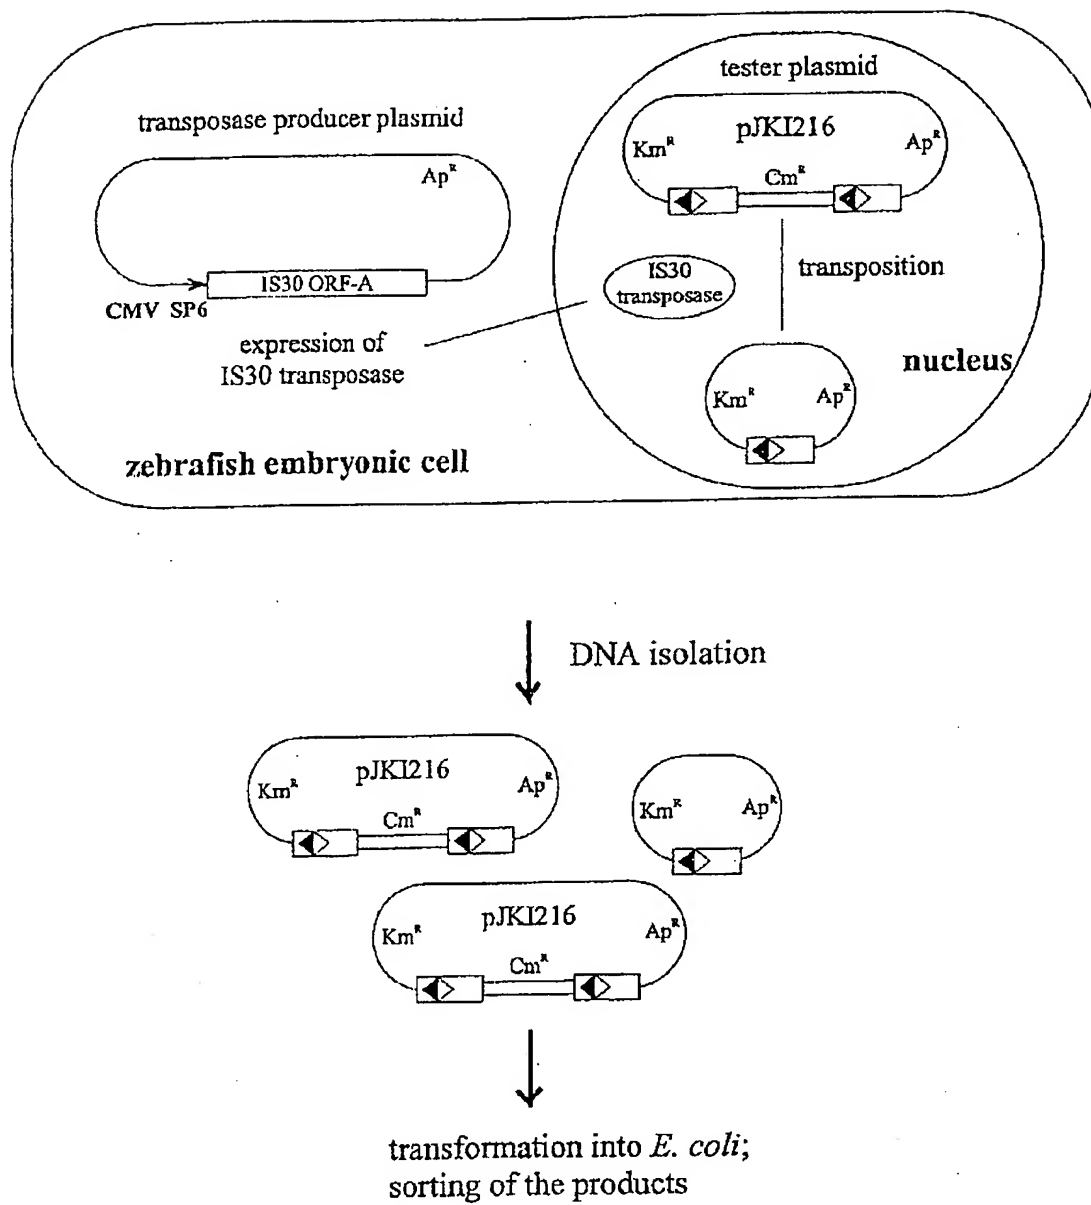 tester plasmid
transposase producer plasmid
pJKI216
Km^R
Ap^R
Cm^R
Ap^R
IS30 ORF-A
CMV SP6
IS30
transposase
transposition
expression of
IS30 transposase
nucleus
Km^R
Ap^R
zebrafish embryonic cell
DNA isolation
pJKI216
Km^R
Ap^R
Cm^R
Km^R
Ap^R
pJKI216
Km^R
Ap^R
Cm^R
transformation into E. coli;
sorting of the products